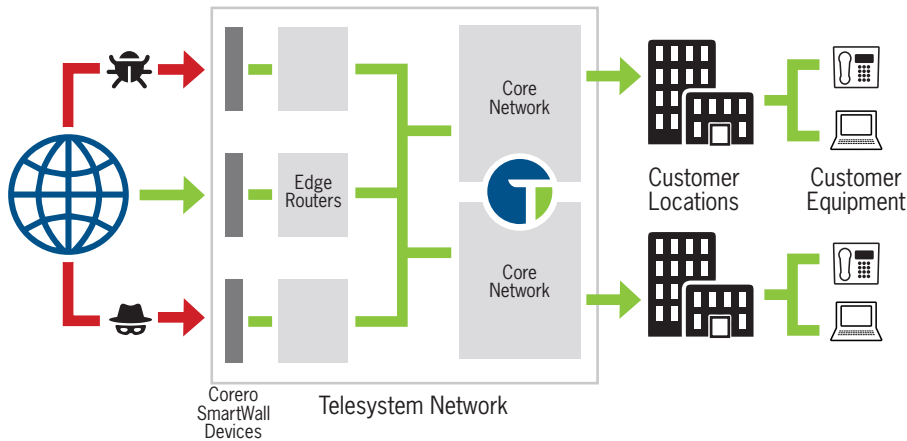 Edge
Routers
Core
Network
Core
Network
Customer
Locations
Customer
Equipment
Corero
SmartWall
Devices
Telesystem Network